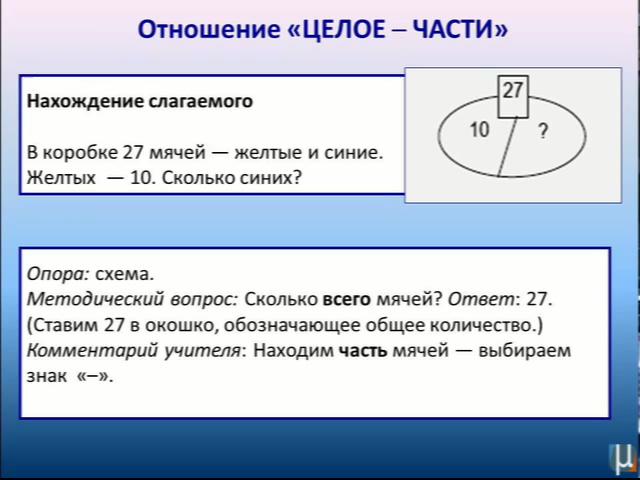 Отношение «ЦЕЛОЕ – ЧАСТИ»
Нахождение слагаемого
В коробке 27 мячей — желтые и синие.
Желтых — 10. Сколько синих?
27
10
?
Опора: схема.
Методический вопрос: Сколько всего мячей? Ответ: 27.
(Ставим 27 в окошко, обозначающее общее количество.)
Комментарий учителя: Находим часть мячей — выбираем
знак «–».
μ